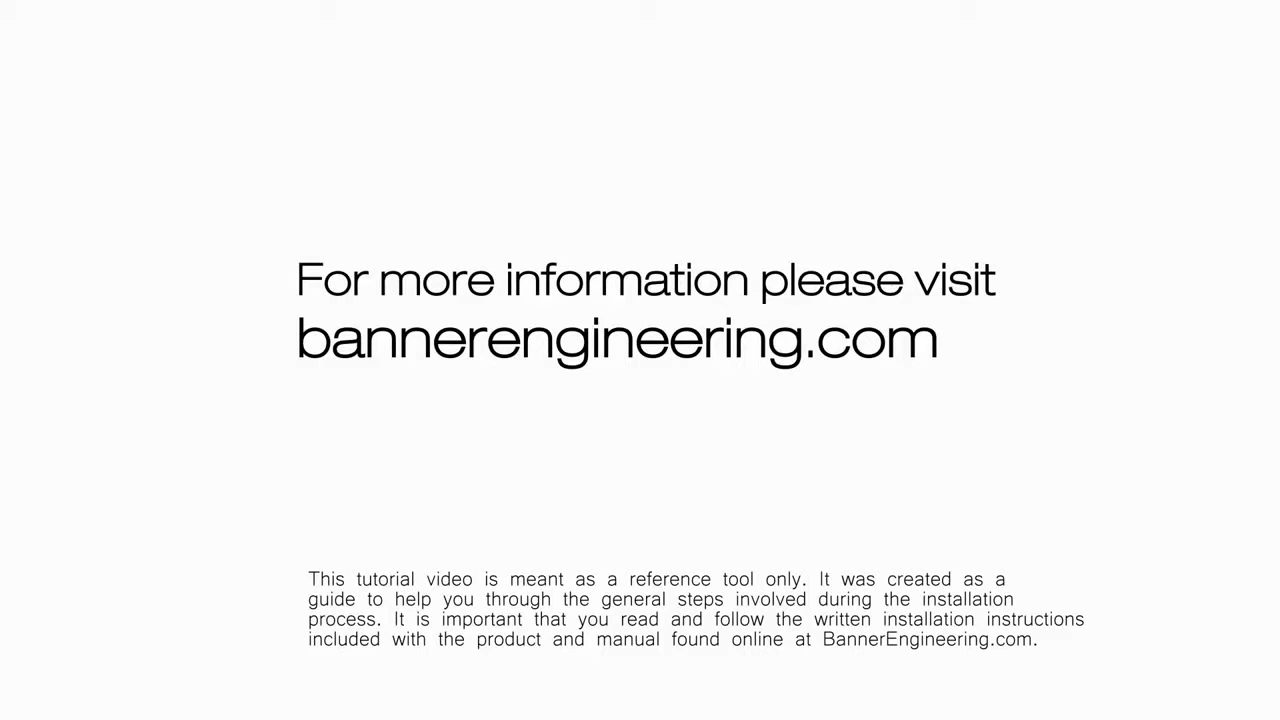 For more information please visit
bannerengineering.com
This tutorial video is meant as a reference tool only. It was created as a
guide to help you through the general steps involved during the installation
process. It is important that you read and follow the written installation instructions
included with the product and manual found online at BannerEngineering.com.